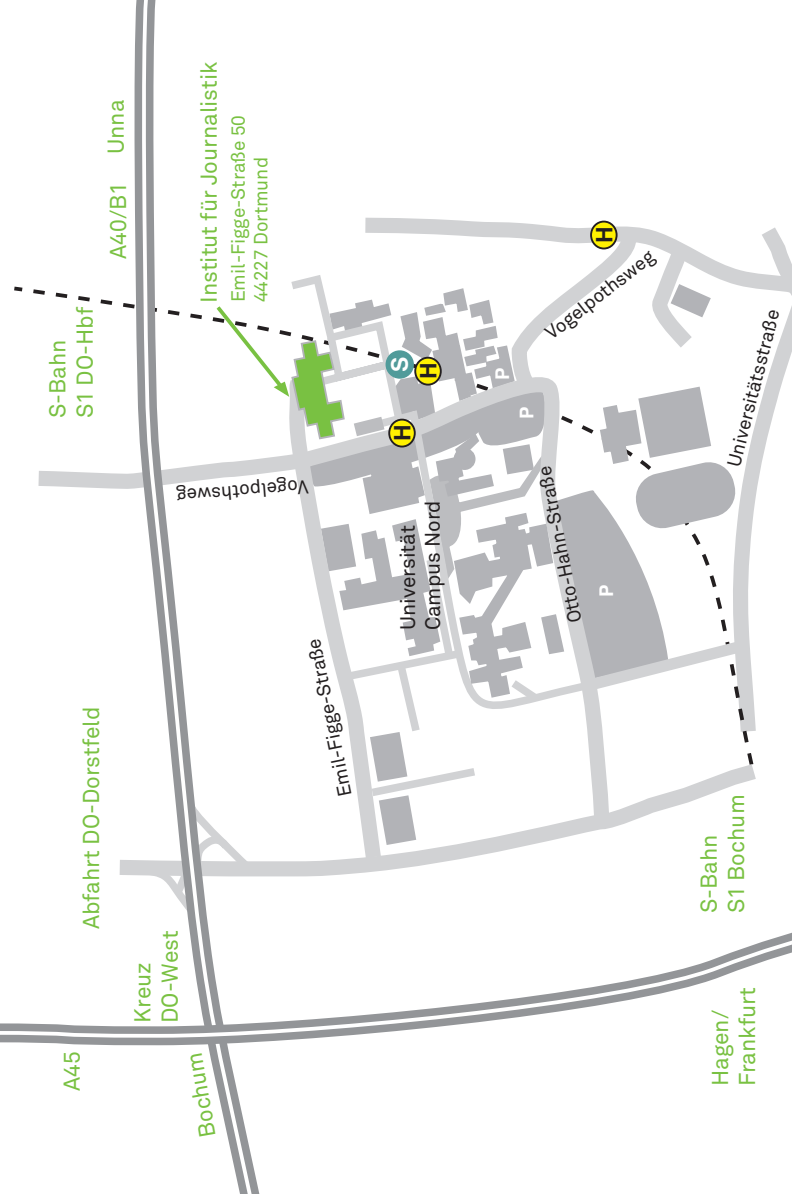 A45
Kreuz
DO-West
Bochum
Abfahrt DO-Dorstfeld
S-Bahn
S1 DO-Hbf
A40/B1 Unna
Institut für Journalistik
Emil-Figge-Straße 50
44227 Dortmund
Vogelpothsweg
Emil-Figge-Straße
Universität
Campus Nord
S
H
H
H
P
P
P
Otto-Hahn-Straße
Vogelpothsweg
Universitätsstraße
S-Bahn
S1 Bochum
Hagen/
Frankfurt